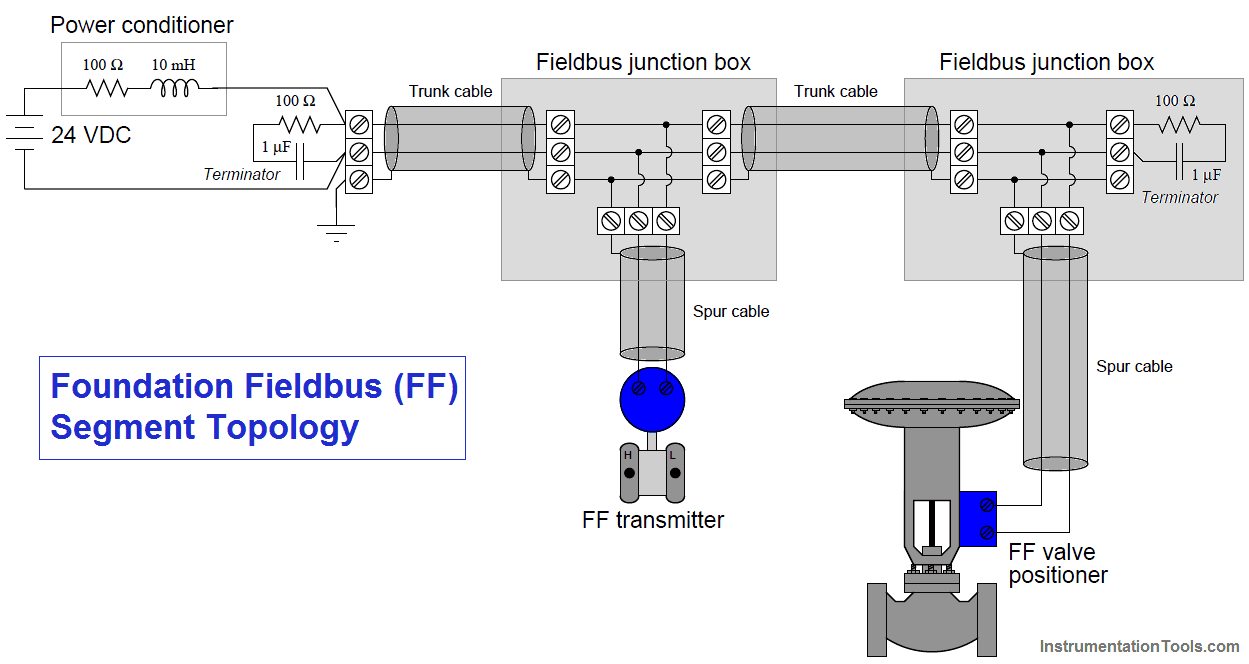 Power conditioner
100 Ω
10 mH
24 VDC
100 Ω
1 µF
Terminator
Trunk cable
Fieldbus junction box
Trunk cable
Fieldbus junction box
100 Ω
1 µF
Terminator
Spur cable
Spur cable
Foundation Fieldbus (FF)
Segment Topology
H
L
FF transmitter
FF valve
positioner
InstrumentationTools.com